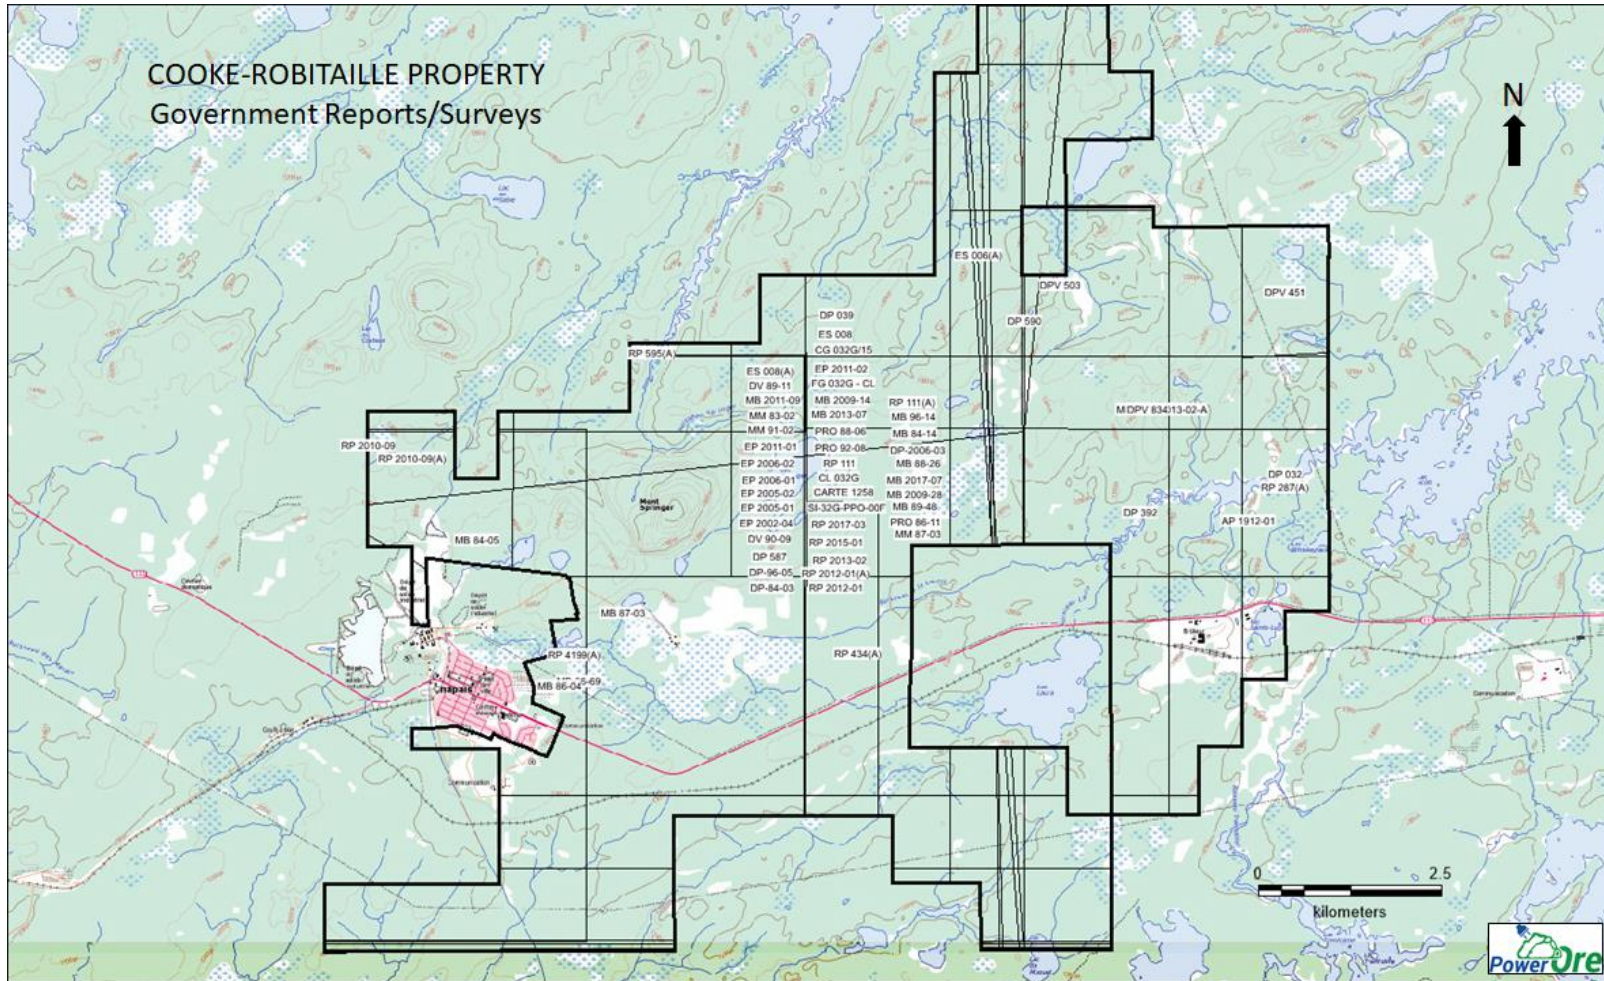 COOKE-ROBITAILLE PROPERTY
Government Reports/Surveys
N
ES 006(A)
DPV 503
DPV 451
DP 590
DP 039
ES 008
CG 032G/15
EP 2011-02
FG 032G - CL
MB 2009-14
MB 2013-07
PRO 88-06
PRO 92-08
RP 111
CL 032G
CARTE 1258
SI-32G-PPO-00F
RP 2017-03
RP 2015-01
RP 2013-02
RP 2012-01(A)
RP 2012-01
RP 595(A)
ES 008(A)
DV 89-11
MB 2011-09
MM 83-02
MM 91-02
EP 2011-01
EP 2006-02
EP 2006-01
EP 2005-02
EP 2005-01
EP 2002-04
DV 90-09
DP 587
DP-96-05
DP-84-03
RP 111(A)
MB 96-14
MB 84-14
DP-2006-03
MB 88-26
MB 2017-07
MB 2009-28
MB 89-48
PRO 86-11
MM 87-03
RP 2010-09
RP 2010-09(A)
Mont
Springer
DP 032
RP 287(A)
DP 392
AP 1912-01
MB 84-05
MB 87-03
RP 4199(A)
MB 86-04
RP 434(A)
Chapais
Communication
Communication
0 2.5
kilometers
PowerOre